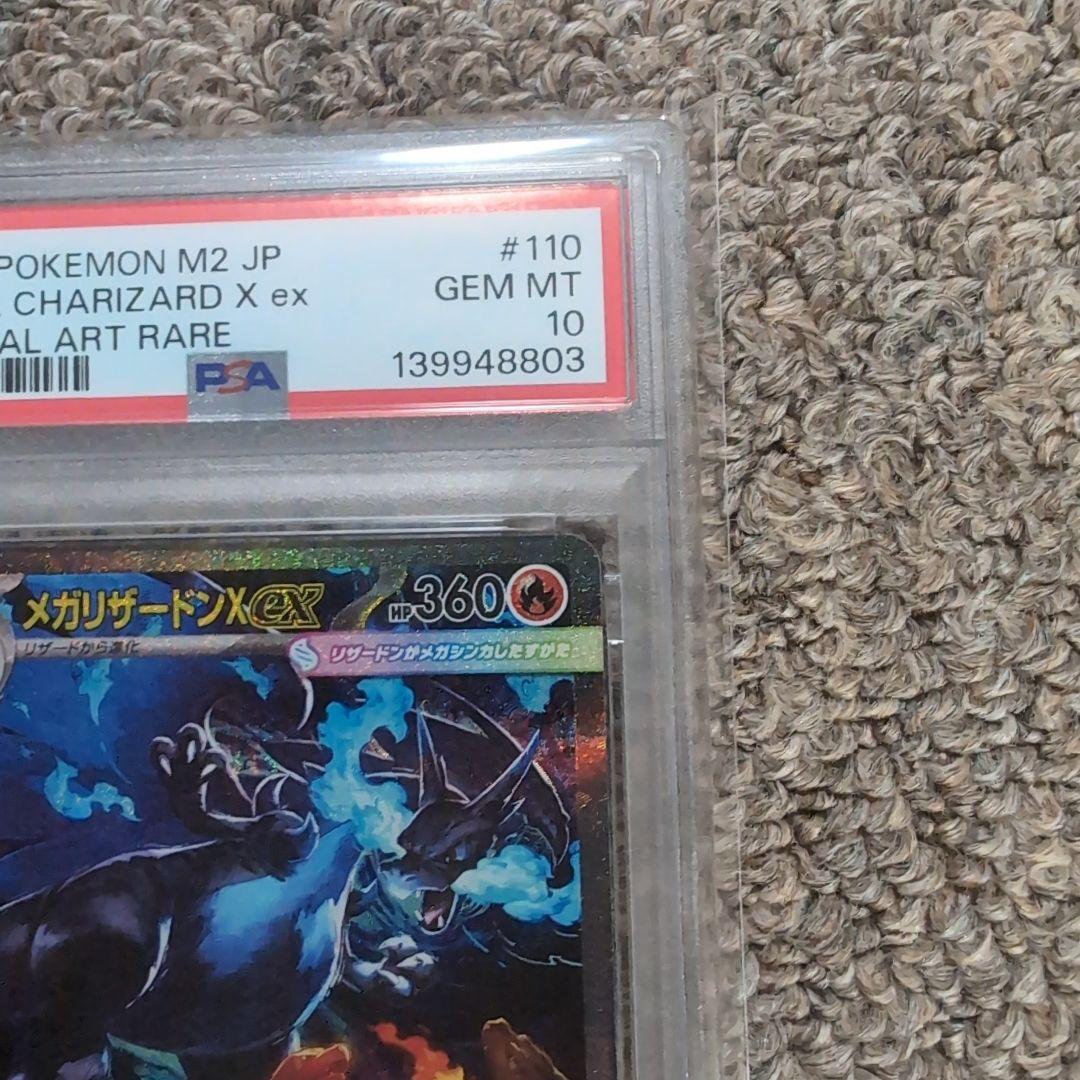 POKEMON M2 JP #110
CHARIZARD X ex GEM MT
AL ART RARE 10
PSA 139948803
メガリザードンXex HP360
リザードから進化 リザードンがメガシンカしたすがた